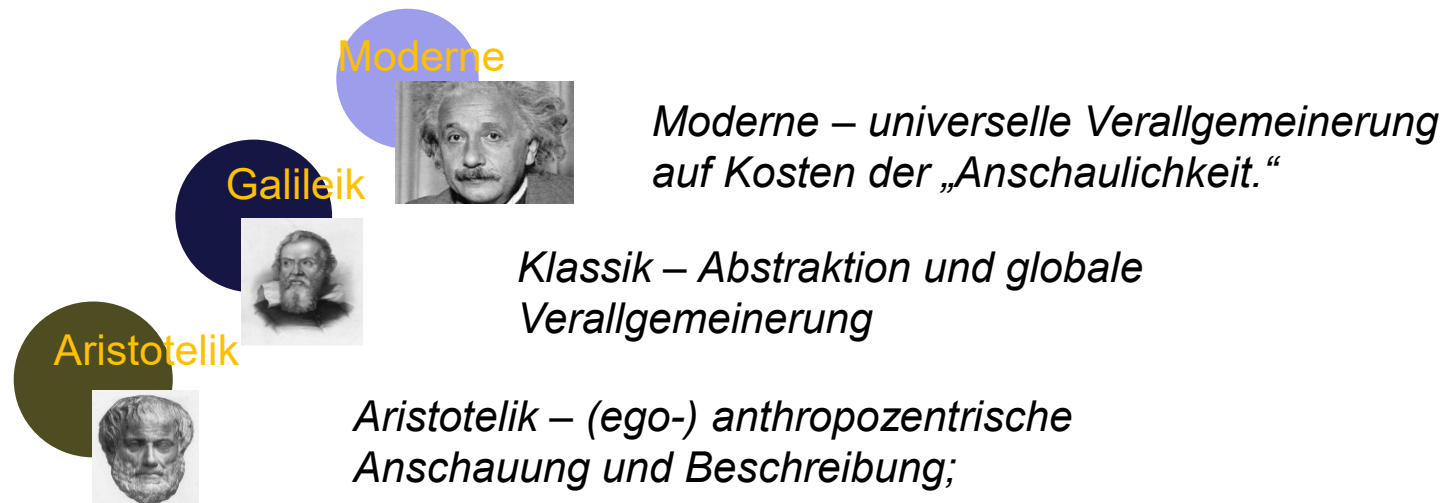 Moderne
Moderne – universelle Verallgemeinerung
auf Kosten der „Anschaulichkeit.“
Galileik
Klassik – Abstraktion und globale
Verallgemeinerung
Aristotelik
Aristotelik – (ego-) anthropozentrische
Anschauung und Beschreibung;